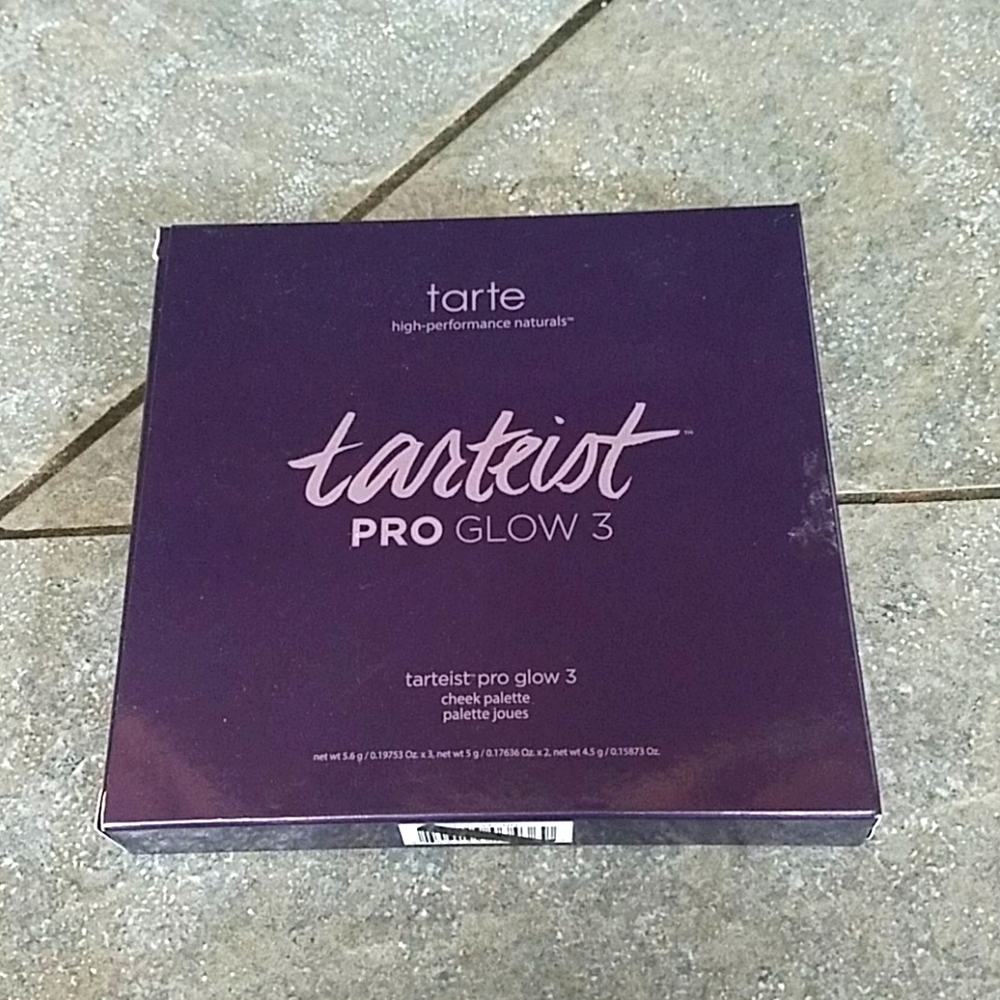 tarte
high-performance naturals™
tarteist™
PRO GLOW 3
tarteist™ pro glow 3
cheek palette
palette joues
net wt 5.6 g / 0.19753 Oz. x 3, net wt 5 g / 0.17636 Oz. x 2, net wt 4.5 g / 0.15873 Oz.